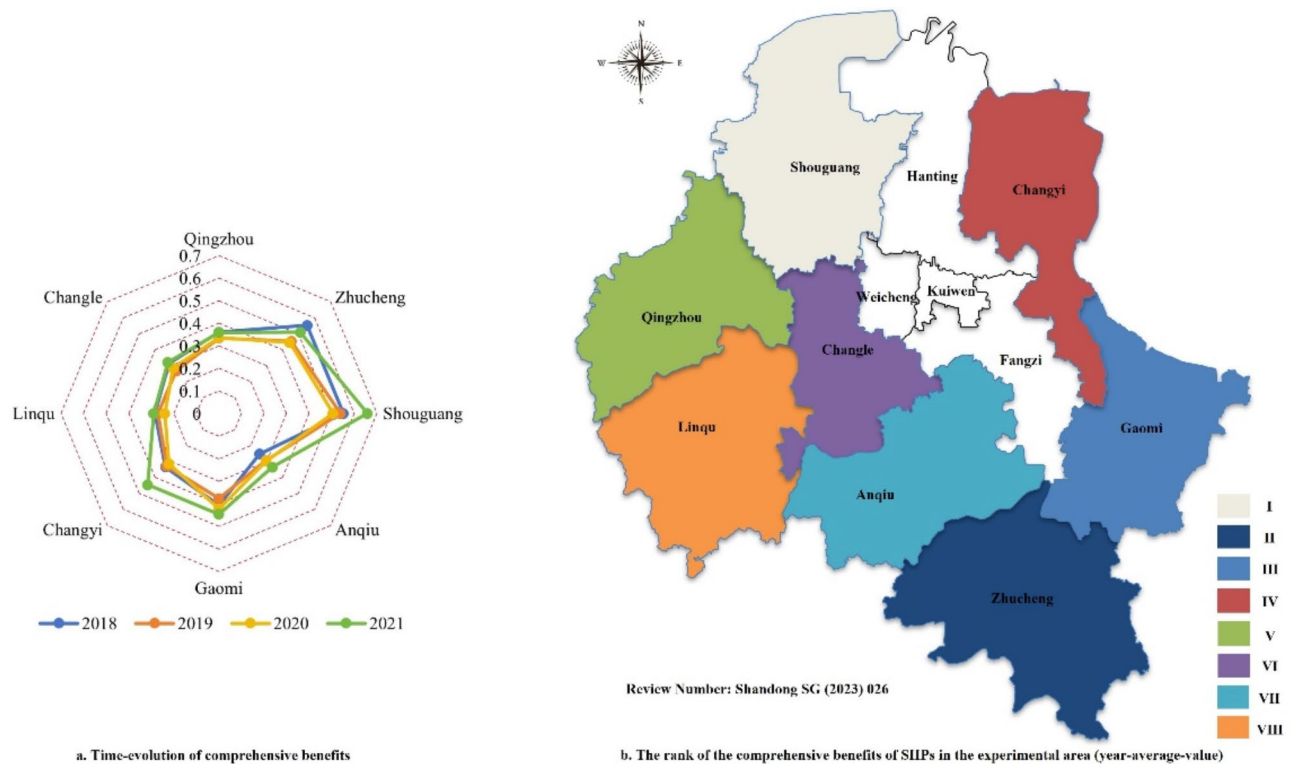 Qingzhou
0.7
0.6
0.5
0.4
0.3
0.2
0.1
0
Zhucheng
Shouguang
Anqiu
Gaomi
Changyi
Linqu
Changle
2018 2019 2020 2021
a. Time-evolution of comprehensive benefits
N
W E
S
Shouguang
Hanting
Changyi
Weicheng
Kuiwen
Qingzhou
Changle
Fangzi
Linqu
Gaomi
Anqiu
Zhucheng
I
II
III
IV
V
VI
VII
VIII
Review Number: Shandong SG (2023) 026
b. The rank of the comprehensive benefits of SIIPs in the experimental area (year-average-value)